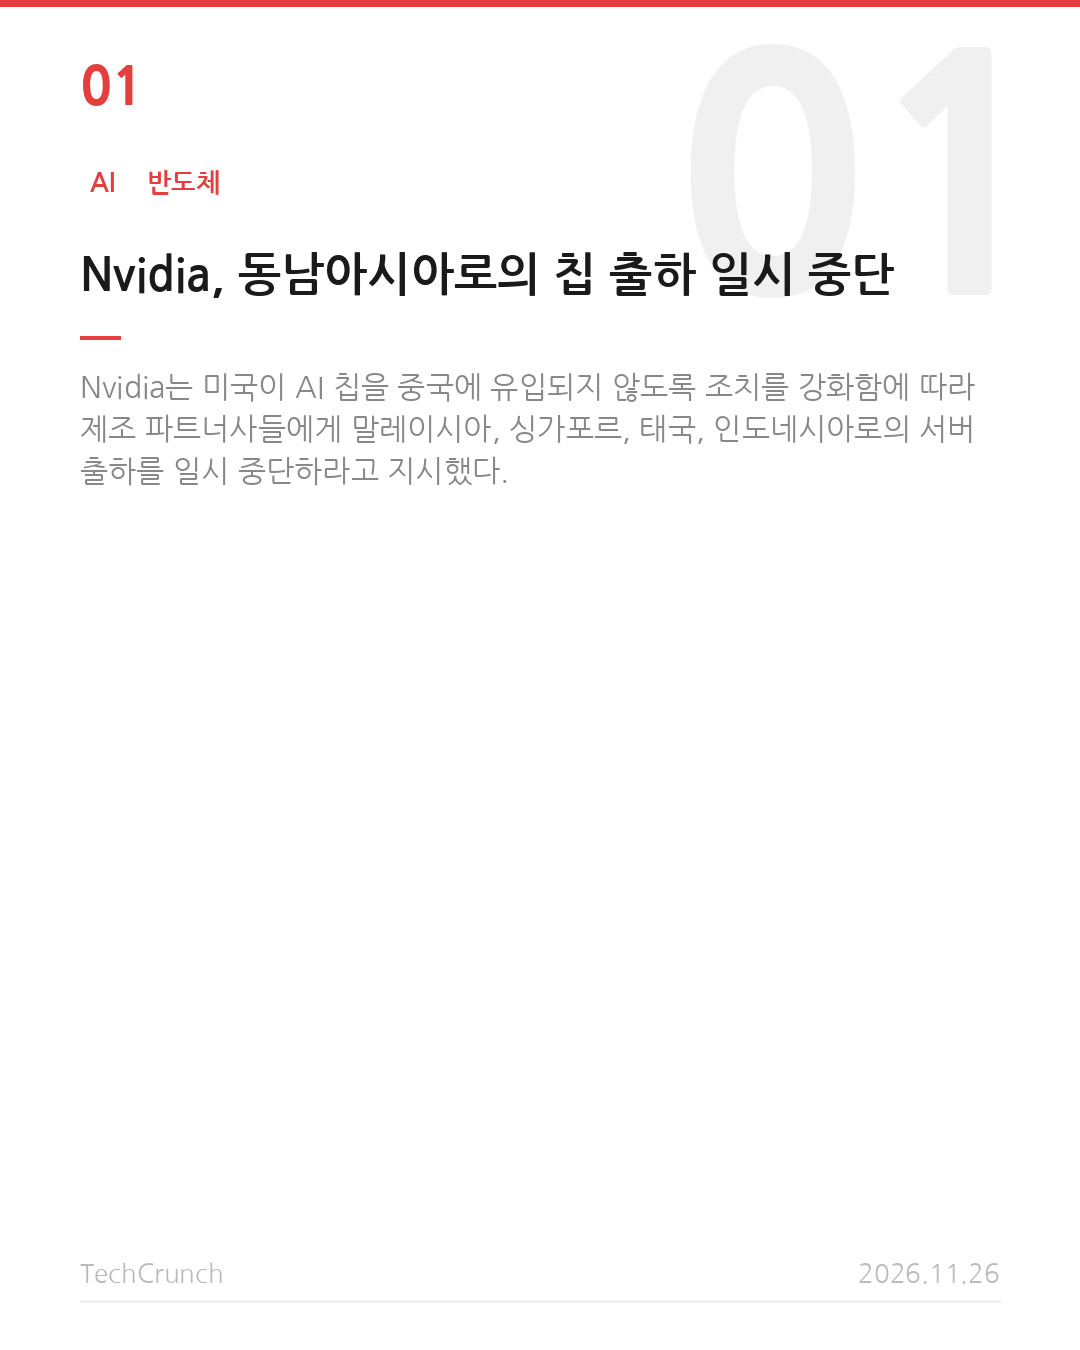 01
01
AI 반도체
Nvidia, 동남아시아로의 칩 출하 일시 중단
Nvidia는 미국이 AI 칩을 중국에 유입되지 않도록 조치를 강화함에 따라
제조 파트너사들에게 말레이시아, 싱가포르, 태국, 인도네시아로의 서버
출하를 일시 중단하라고 지시했다.
TechCrunch 2026.11.26